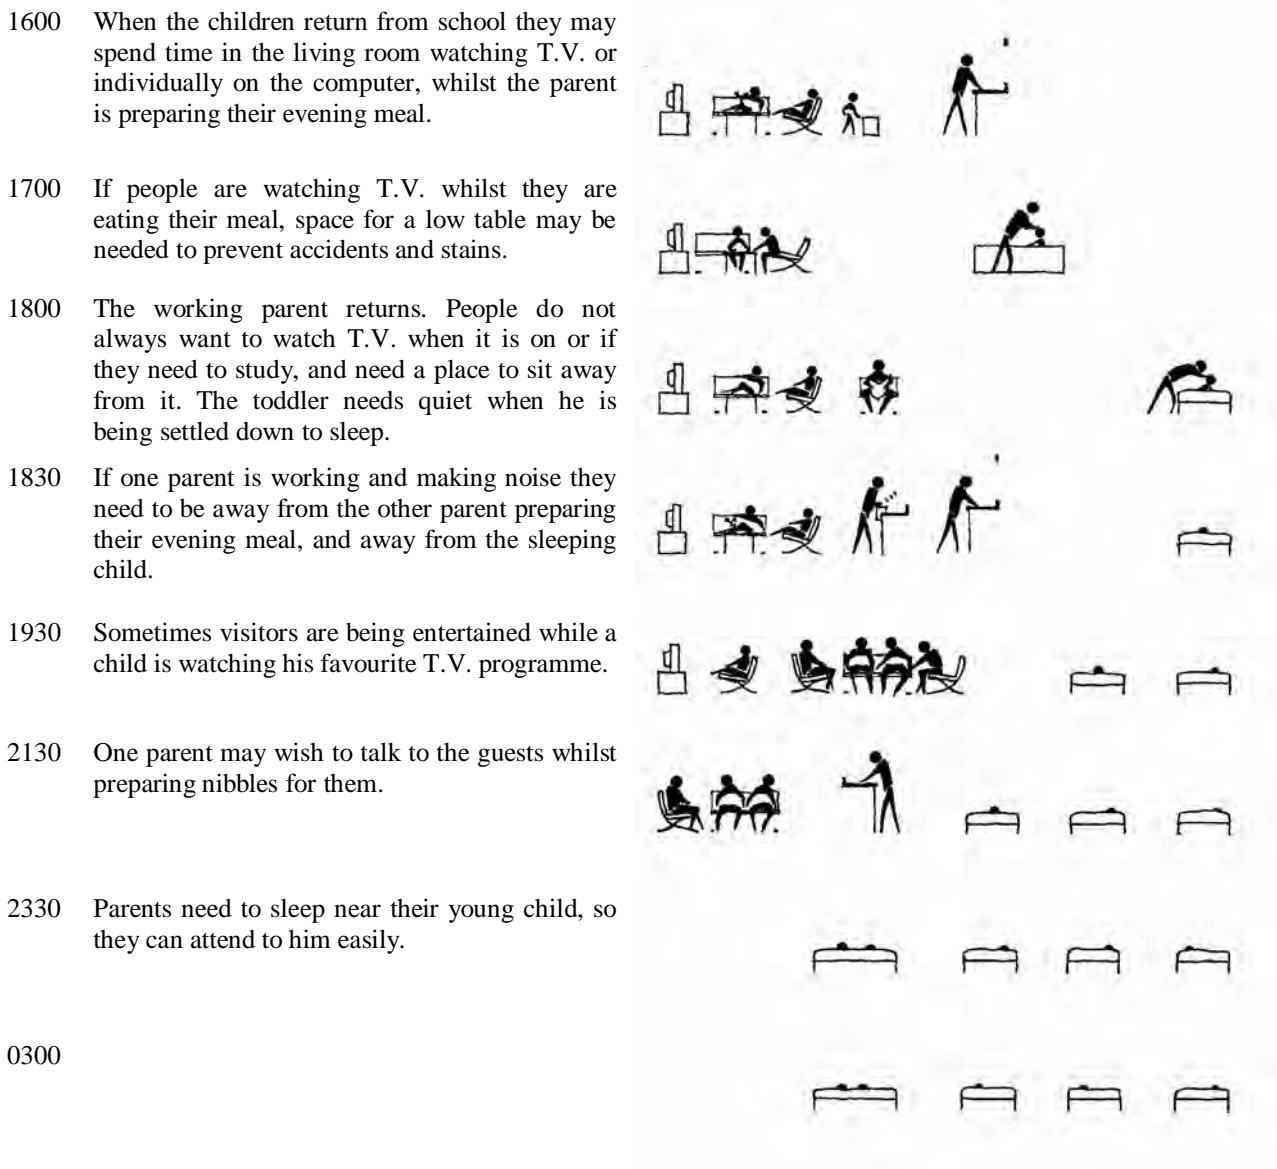 1600 When the children return from school they may
spend time in the living room watching T.V. or
individually on the computer, whilst the parent
is preparing their evening meal.
1700 If people are watching T.V. whilst they are
eating their meal, space for a low table may be
needed to prevent accidents and stains.
1800 The working parent returns. People do not
always want to watch T.V. when it is on or if
they need to study, and need a place to sit away
from it. The toddler needs quiet when he is
being settled down to sleep.
1830 If one parent is working and making noise they
need to be away from the other parent preparing
their evening meal, and away from the sleeping
child.
1930 Sometimes visitors are being entertained while a
child is watching his favourite T.V. programme.
2130 One parent may wish to talk to the guests whilst
preparing nibbles for them.
2330 Parents need to sleep near their young child, so
they can attend to him easily.
0300